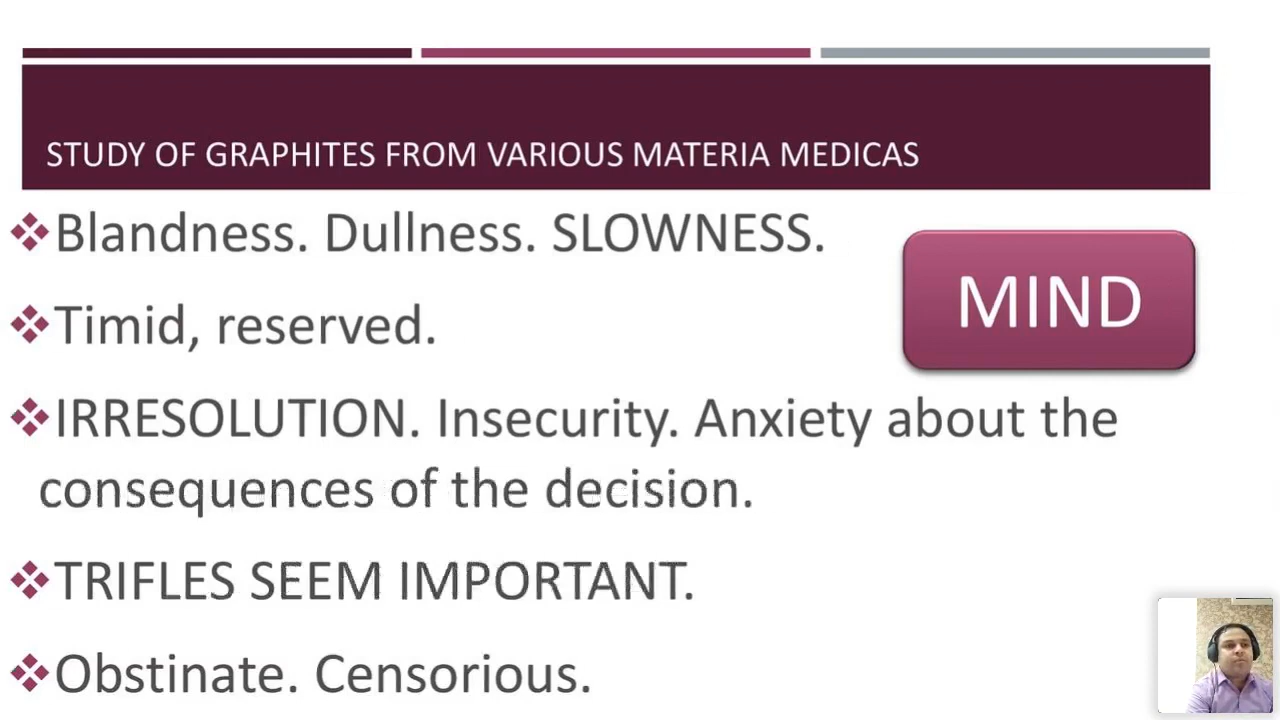 STUDY OF GRAPHITES FROM VARIOUS MATERIA MEDICAS
Blandness. Dullness. SLOWNESS.
MIND
Timid, reserved.
IRRESOLUTION. Insecurity. Anxiety about the
consequences of the decision.
TRIFLES SEEM IMPORTANT.
Obstinate. Censorious.